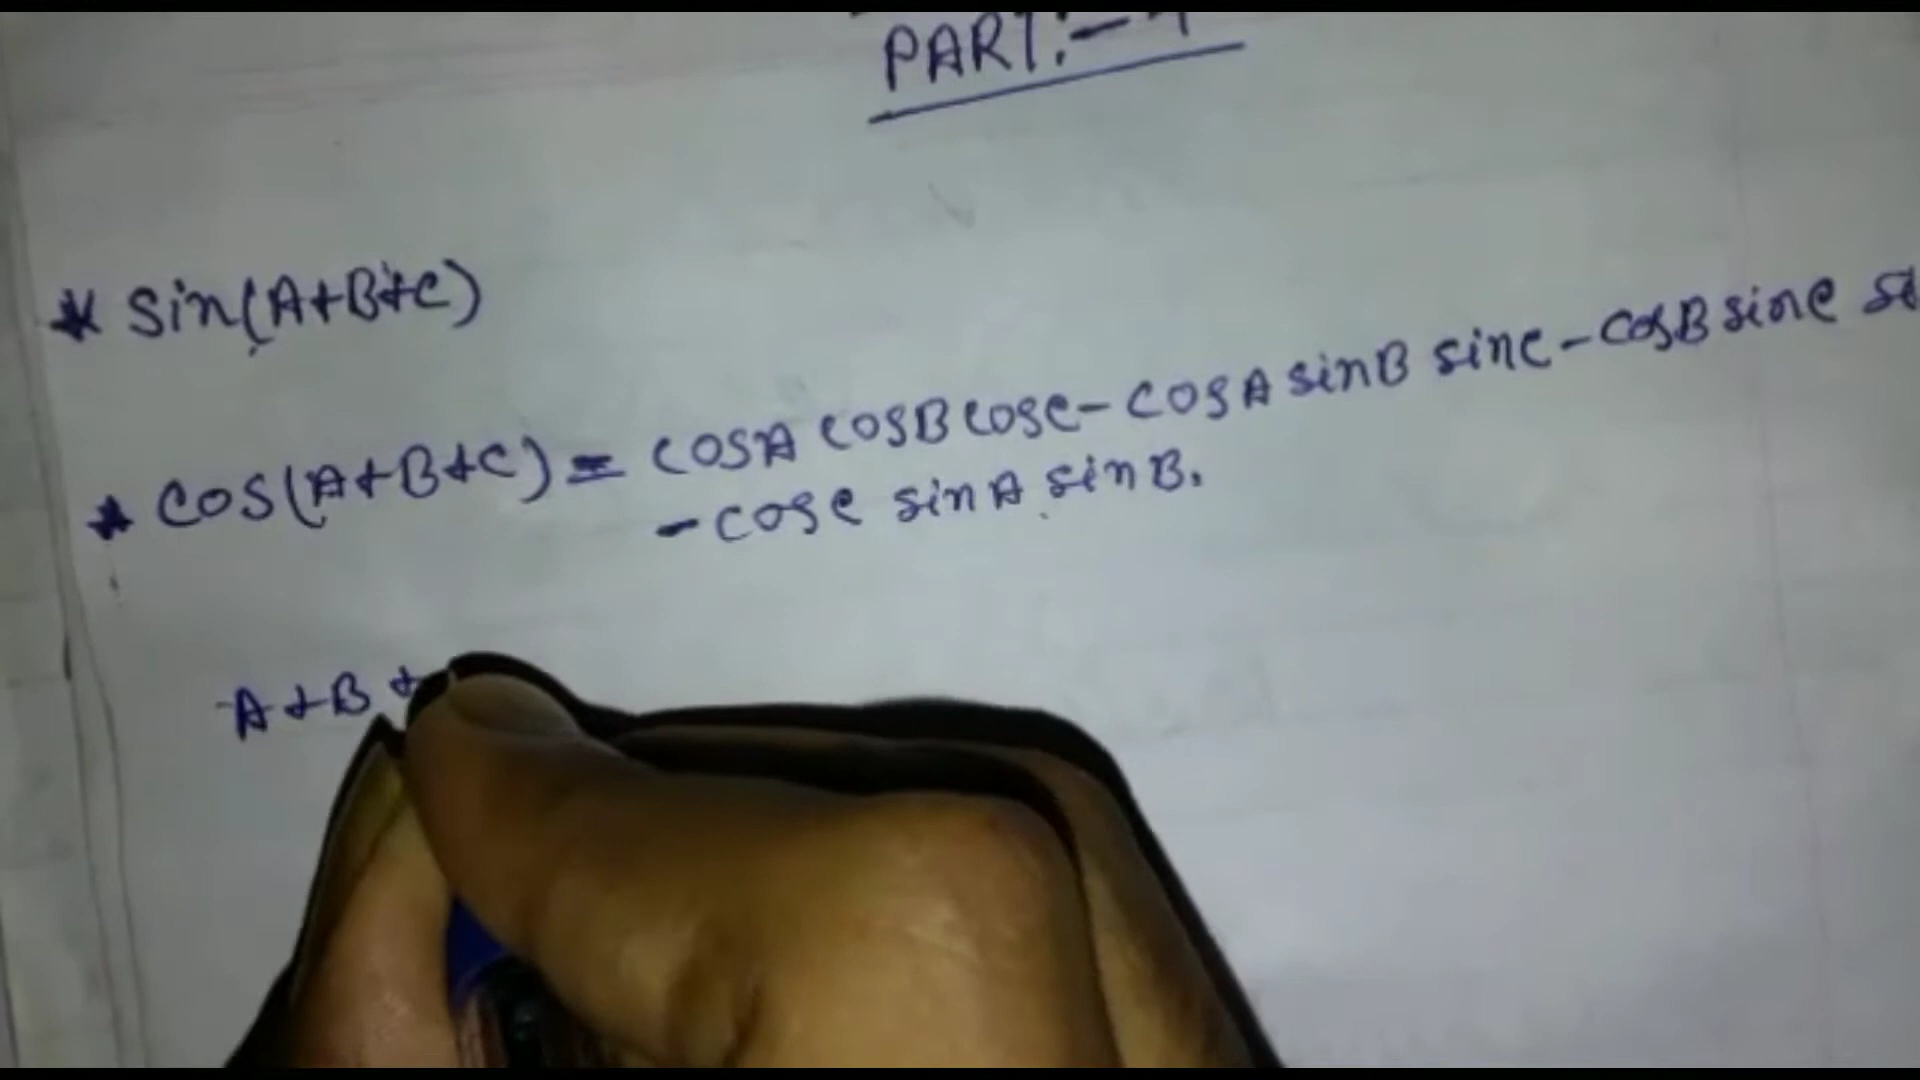 PART:-
* sin(A+B+C)
* cos(A+B+C) = cosA cosB cosc - cosA sinB sinc - cosB sinc
- cosc sinA sinB.
A+B+